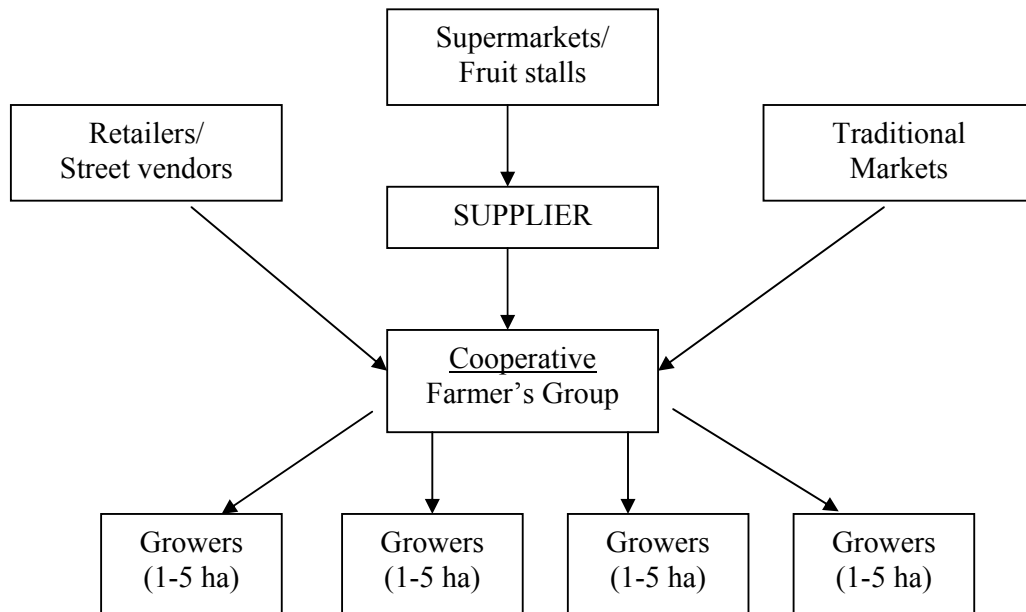 Supermarkets/
Fruit stalls
Retailers/
Street vendors
Traditional
Markets
SUPPLIER
Cooperative
Farmer’s Group
Growers
(1-5 ha)
Growers
(1-5 ha)
Growers
(1-5 ha)
Growers
(1-5 ha)